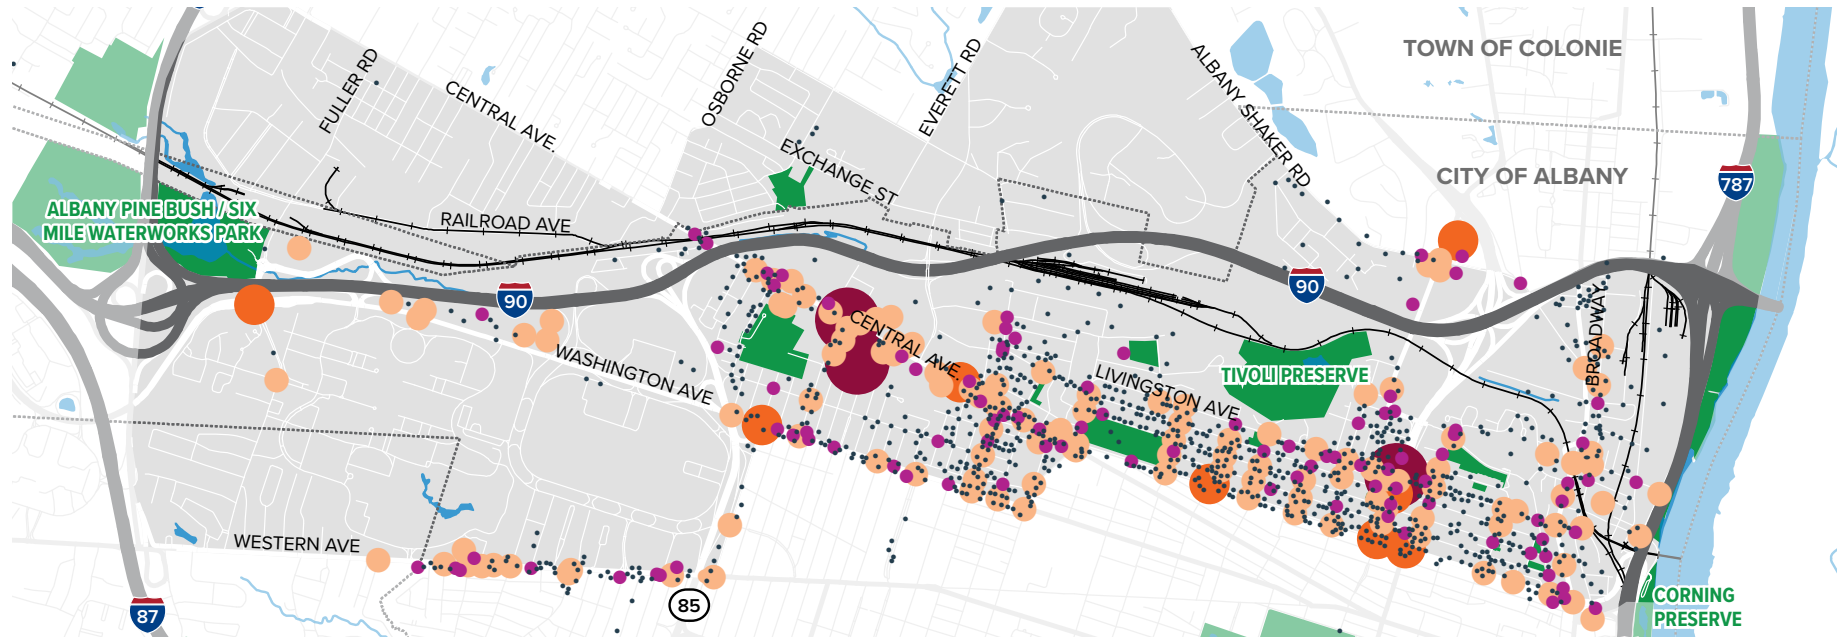 TOWN OF COLONIE
FULLER RD
CENTRAL AVE.
OSBORNE RD
EVERETT RD
ALBANY SHAKER RD
EXCHANGE ST
CITY OF ALBANY
787
ALBANY PINE BUSH / SIX
MILE WATERWORKS PARK
RAILROAD AVE
90
90
BROADWAY
CENTRAL AVE.
WASHINGTON AVE
LIVINGSTON AVE
TIVOLI PRESERVE
WESTERN AVE
87
85
CORNING
PRESERVE